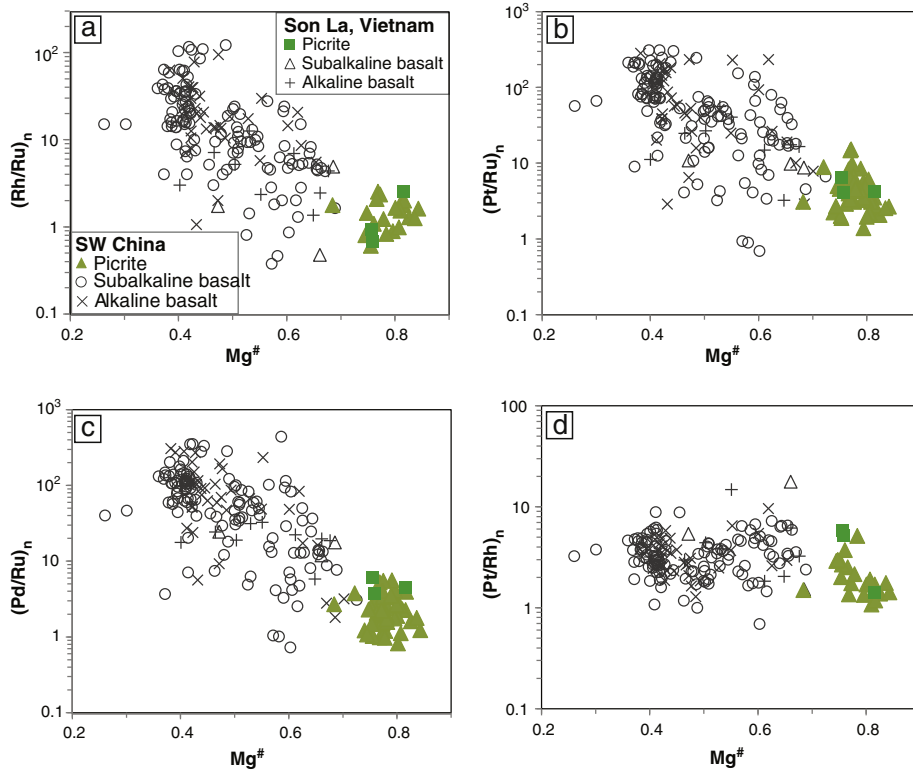 a
(Rh/Ru)n
10²
10
1
0.1
0.2
0.4
0.6
0.8
Mg#
Son La, Vietnam
Picrite
Subalkaline basalt
Alkaline basalt
SW China
Picrite
Subalkaline basalt
Alkaline basalt
b
(Pt/Ru)n
10³
10²
10
1
0.1
0.2
0.4
0.6
0.8
Mg#
c
(Pd/Ru)n
10³
10²
10
1
0.1
0.2
0.4
0.6
0.8
Mg#
d
(Pt/Rh)n
100
10
1
0.1
0.2
0.4
0.6
0.8
Mg#